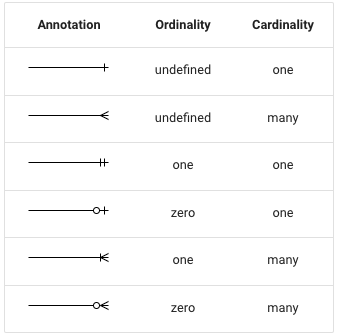 Annotation Ordinality Cardinality
undefined one
undefined many
one one
zero one
one many
zero many